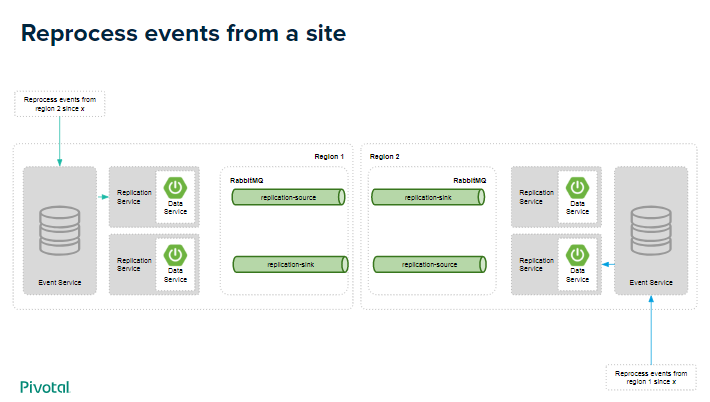 Reprocess events from a site
Reprocess events from
region 2 since x
Region 1
Region 2
RabbitMQ
RabbitMQ
Replication
Service
Data
Service
replication-source
replication-sink
Replication
Service
Data
Service
Replication
Service
Data
Service
replication-sink
replication-source
Replication
Service
Data
Service
Event Service
Event Service
Reprocess events from
region 1 since x
Pivotal